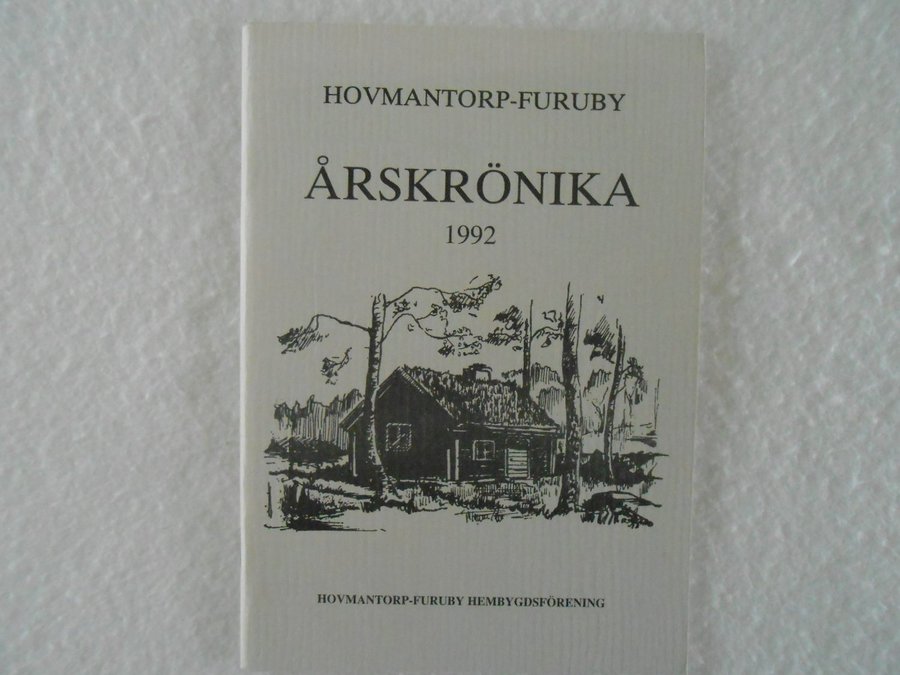 HOVMANTORP-FURUBY
ÅRSKRÖNIKA
1992
HOVMANTORP-FURUBY HEMBYGDSFÖRENING